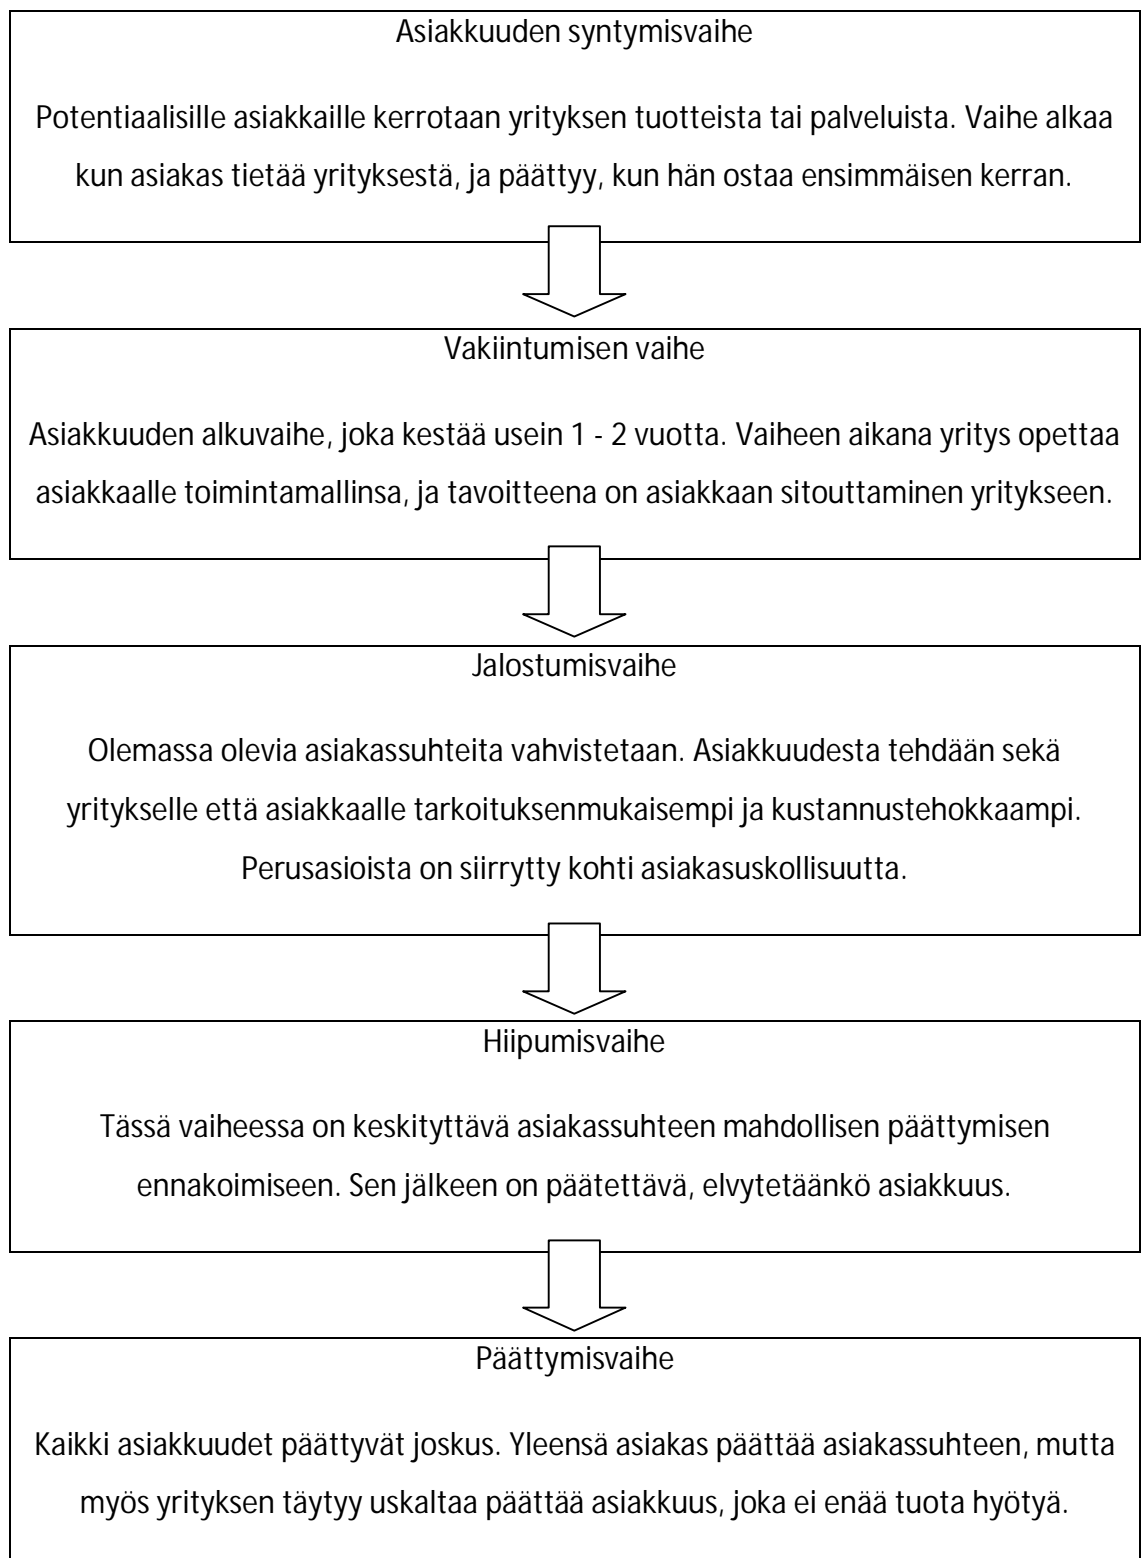 Asiakkuuden syntymisvaihe
Potentiaalisille asiakkaille kerrotaan yrityksen tuotteista tai palveluista. Vaihe alkaa
kun asiakas tietää yrityksestä, ja päättyy, kun hän ostaa ensimmäisen kerran.
Vakiintumisen vaihe
Asiakkuuden alkuvaihe, joka kestää usein 1 - 2 vuotta. Vaiheen aikana yritys opettaa
asiakkaalle toimintamallinsa, ja tavoitteena on asiakkaan sitouttaminen yritykseen.
Jalostumisvaihe
Olemassa olevia asiakassuhteita vahvistetaan. Asiakkuudesta tehdään sekä
yritykselle että asiakkaalle tarkoituksenmukaisempi ja kustannustehokkaampi.
Perusasioista on siirrytty kohti asiakasuskollisuutta.
Hiipumisvaihe
Tässä vaiheessa on keskityttävä asiakassuhteen mahdollisen päättymisen
ennakoimiseen. Sen jälkeen on päätettävä, elvytetäänkö asiakkuus.
Päättymisvaihe
Kaikki asiakkuudet päättyvät joskus. Yleensä asiakas päättää asiakassuhteen, mutta
myös yrityksen täytyy uskaltaa päättää asiakkuus, joka ei enää tuota hyötyä.